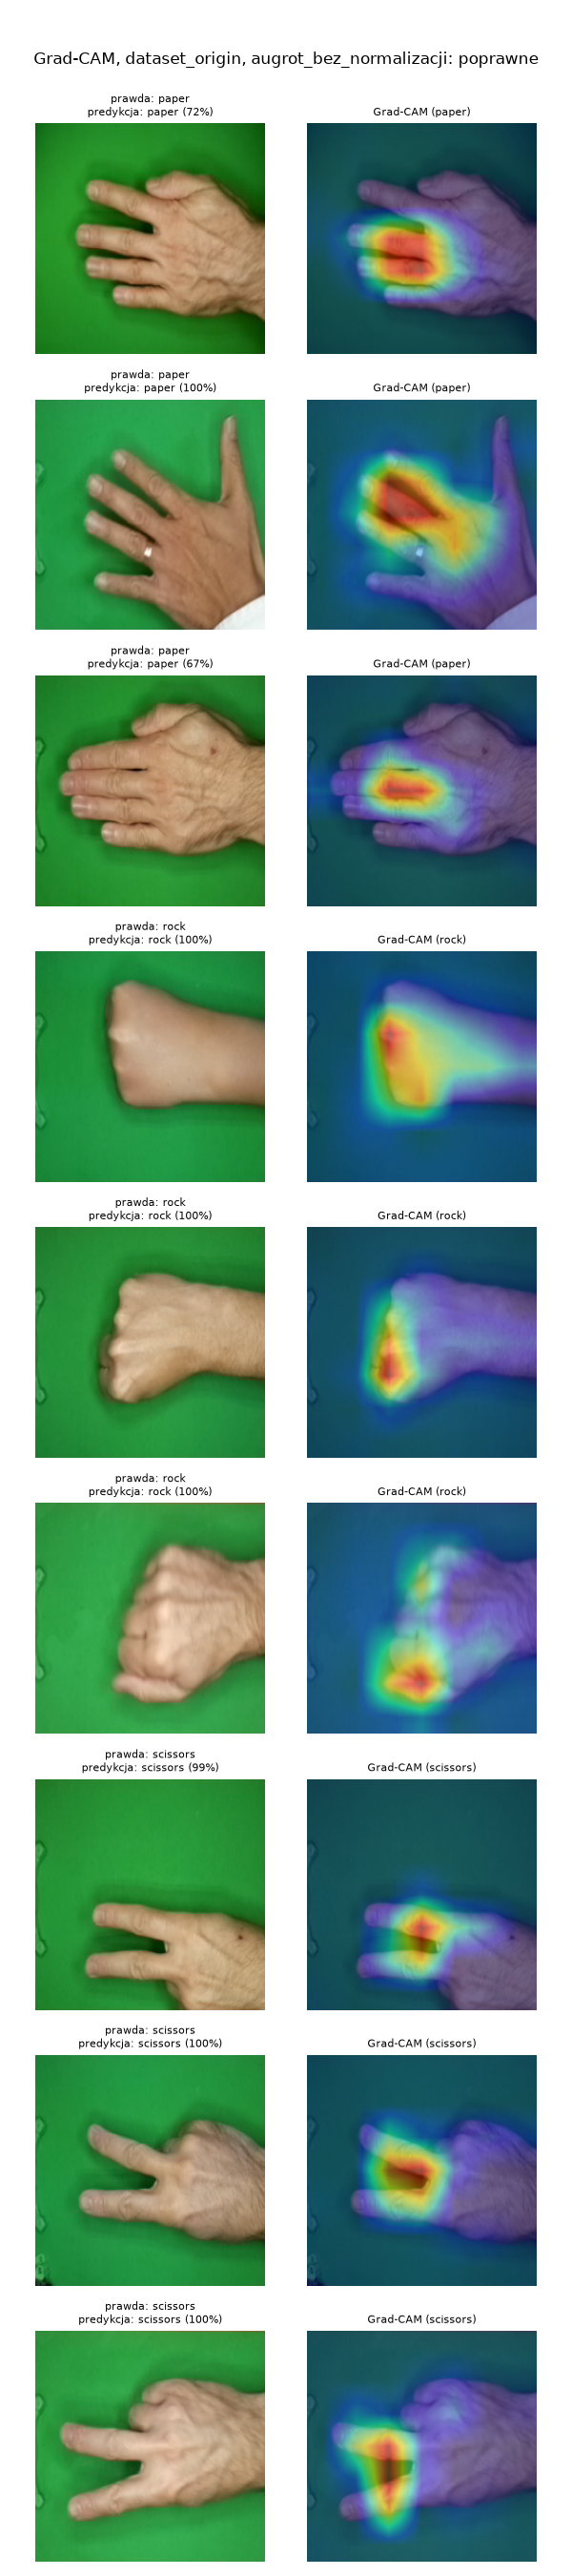 Grad-CAM, dataset_origin, augrot_bez_normalizacji: poprawne
prawda: paper
predykcja: paper (72%)
Grad-CAM (paper)
prawda: paper
predykcja: paper (100%)
Grad-CAM (paper)
prawda: paper
predykcja: paper (67%)
Grad-CAM (paper)
prawda: rock
predykcja: rock (100%)
Grad-CAM (rock)
prawda: rock
predykcja: rock (100%)
Grad-CAM (rock)
prawda: rock
predykcja: rock (100%)
Grad-CAM (rock)
prawda: scissors
predykcja: scissors (99%)
Grad-CAM (scissors)
prawda: scissors
predykcja: scissors (100%)
Grad-CAM (scissors)
prawda: scissors
predykcja: scissors (100%)
Grad-CAM (scissors)